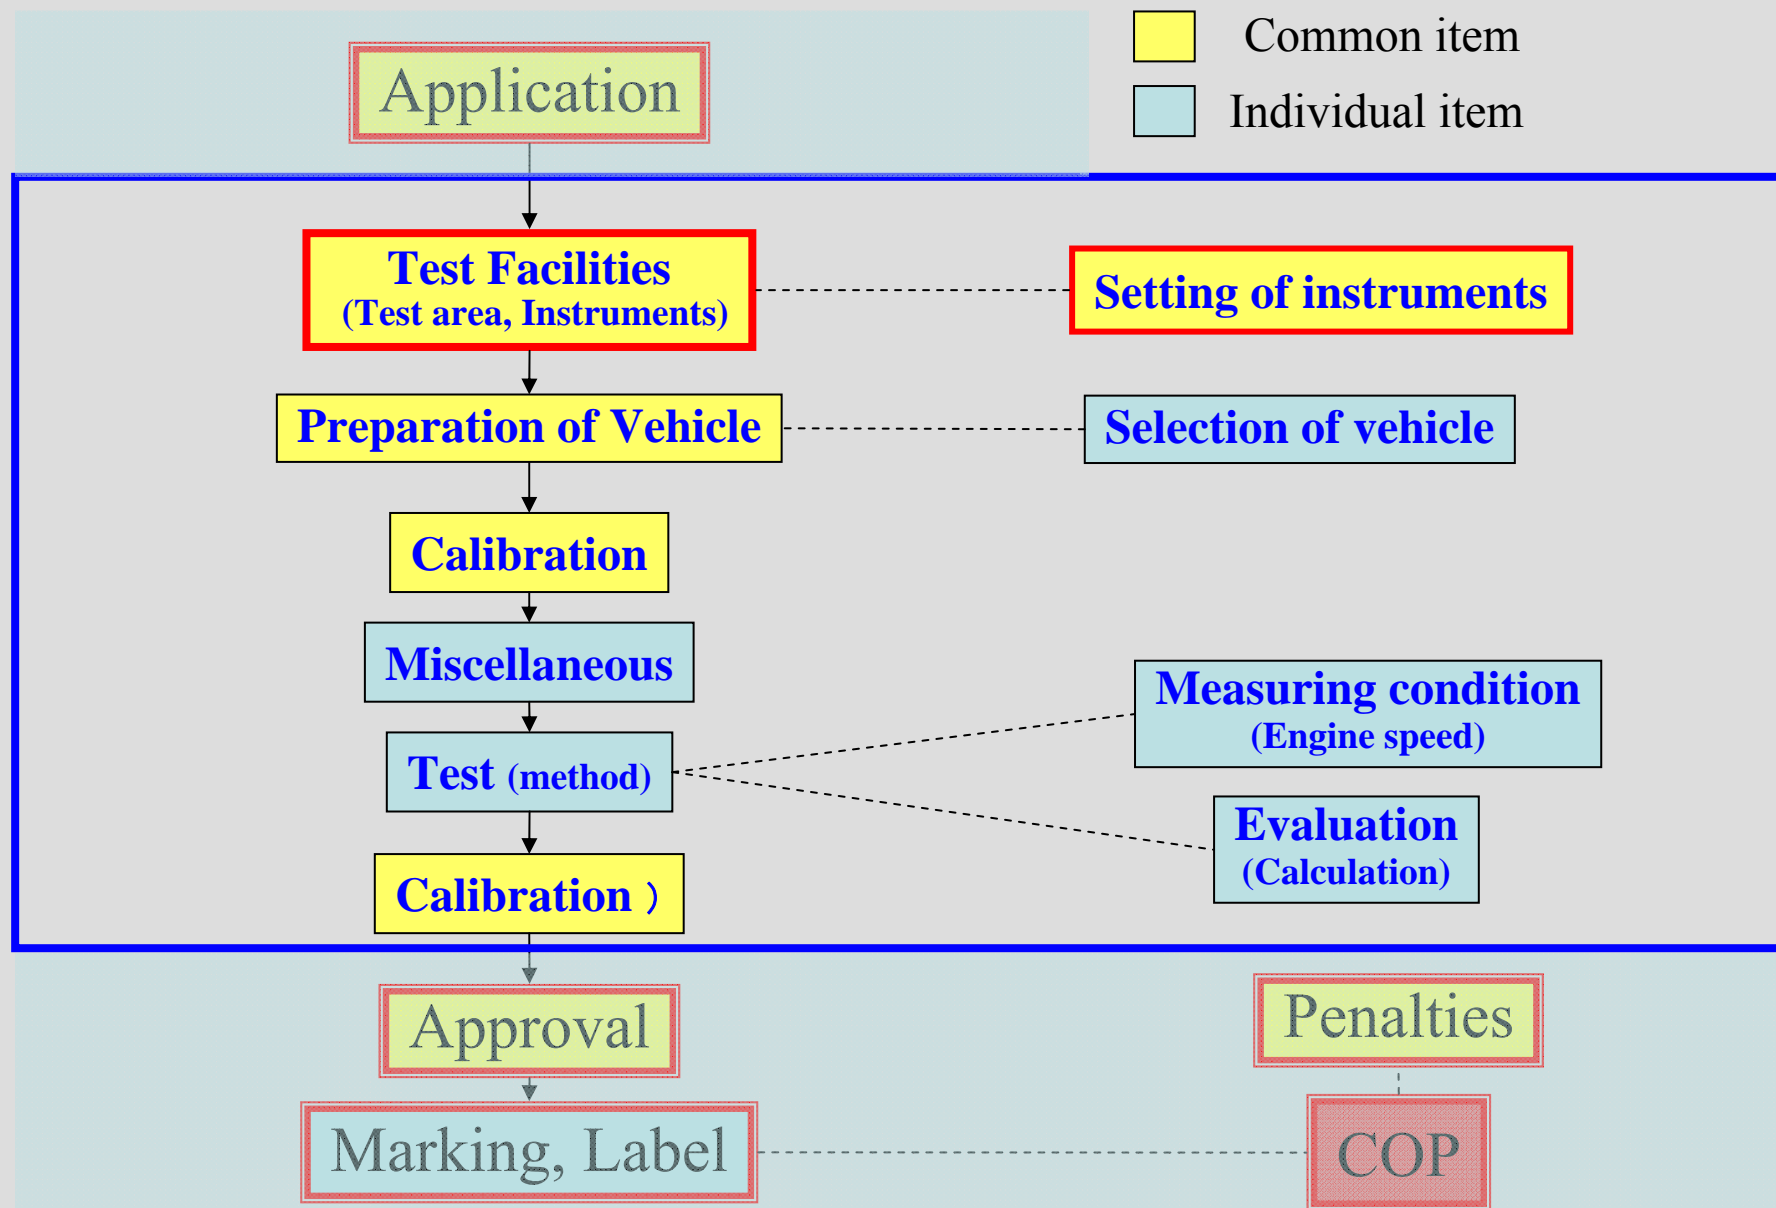 Application
Common item
Individual item
Test Facilities
(Test area, Instruments)
Setting of instruments
Preparation of Vehicle
Selection of vehicle
Calibration
Miscellaneous
Measuring condition
(Engine speed)
Test (method)
Evaluation
(Calculation)
Calibration )
Approval
Penalties
Marking, Label
COP